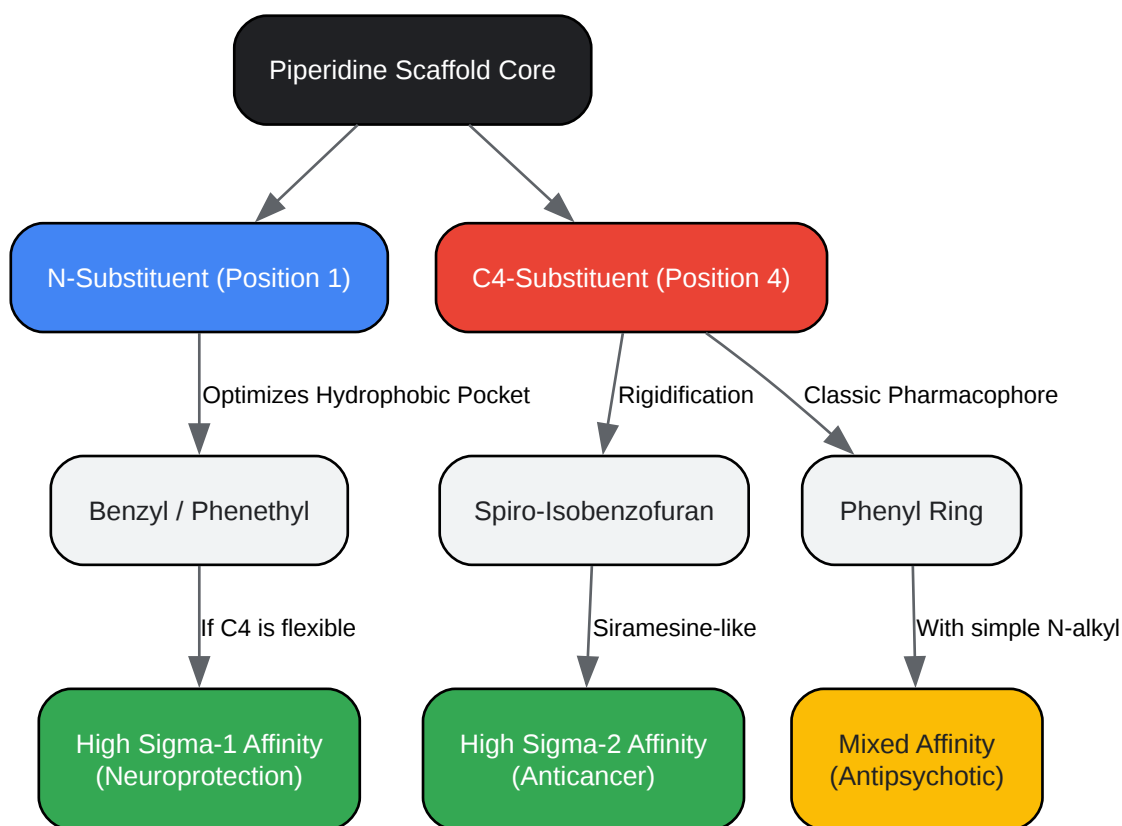 Piperidine Scaffold Core
N-Substituent (Position 1)
C4-Substituent (Position 4)
Optimizes Hydrophobic Pocket
Rigidification
Classic Pharmacophore
Benzyl / Phenethyl
Spiro-Isobenzofuran
Phenyl Ring
If C4 is flexible
Siramesine-like
With simple N-alkyl
High Sigma-1 Affinity
(Neuroprotection)
High Sigma-2 Affinity
(Anticancer)
Mixed Affinity
(Antipsychotic)